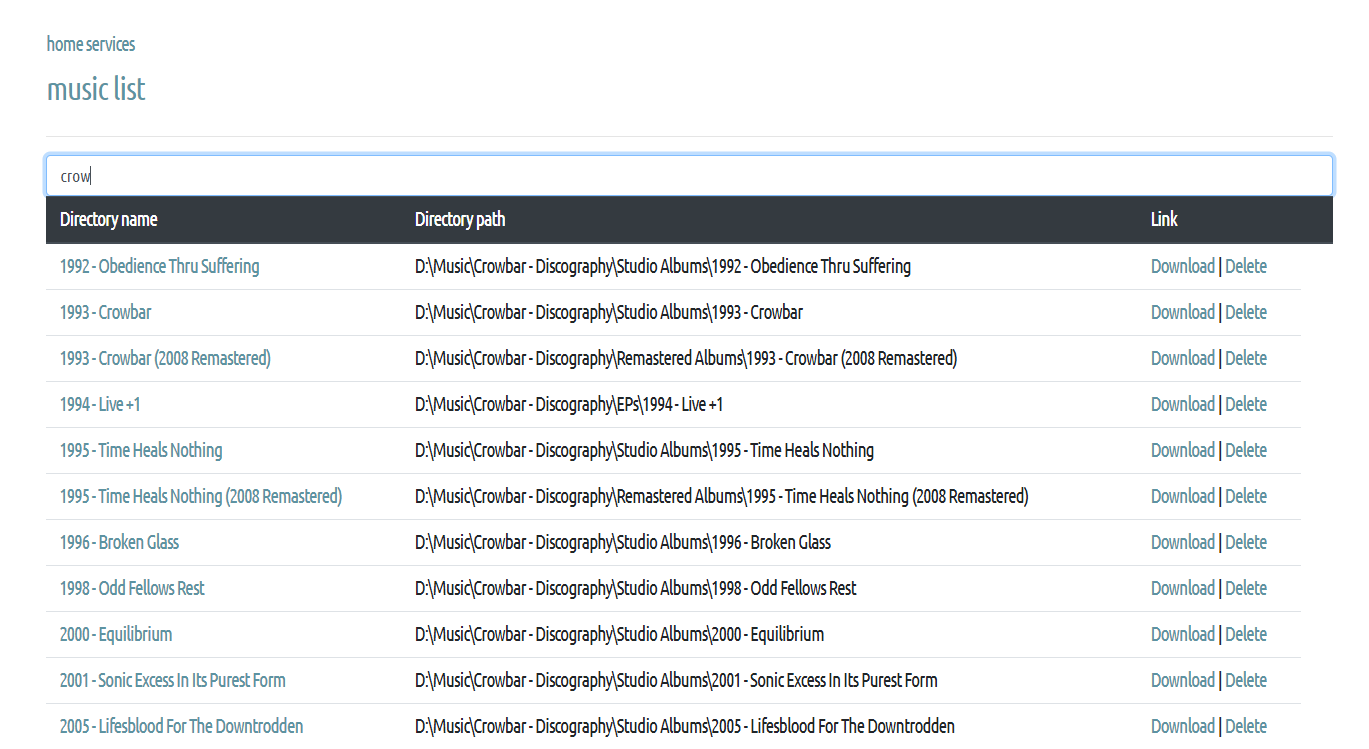 home services
music list
crow
Directory name Directory path Link
1992 - Obedience Thru Suffering D:\Music\Crowbar - Discography\Studio Albums\1992 - Obedience Thru Suffering Download | Delete
1993 - Crowbar D:\Music\Crowbar - Discography\Studio Albums\1993 - Crowbar Download | Delete
1993 - Crowbar (2008 Remastered) D:\Music\Crowbar - Discography\Remastered Albums\1993 - Crowbar (2008 Remastered) Download | Delete
1994 - Live +1 D:\Music\Crowbar - Discography\EPs\1994 - Live +1 Download | Delete
1995 - Time Heals Nothing D:\Music\Crowbar - Discography\Studio Albums\1995 - Time Heals Nothing Download | Delete
1995 - Time Heals Nothing (2008 Remastered) D:\Music\Crowbar - Discography\Remastered Albums\1995 - Time Heals Nothing (2008 Remastered) Download | Delete
1996 - Broken Glass D:\Music\Crowbar - Discography\Studio Albums\1996 - Broken Glass Download | Delete
1998 - Odd Fellows Rest D:\Music\Crowbar - Discography\Studio Albums\1998 - Odd Fellows Rest Download | Delete
2000 - Equilibrium D:\Music\Crowbar - Discography\Studio Albums\2000 - Equilibrium Download | Delete
2001 - Sonic Excess In Its Purest Form D:\Music\Crowbar - Discography\Studio Albums\2001 - Sonic Excess In Its Purest Form Download | Delete
2005 - Lifesblood For The Downtrodden D:\Music\Crowbar - Discography\Studio Albums\2005 - Lifesblood For The Downtrodden Download | Delete